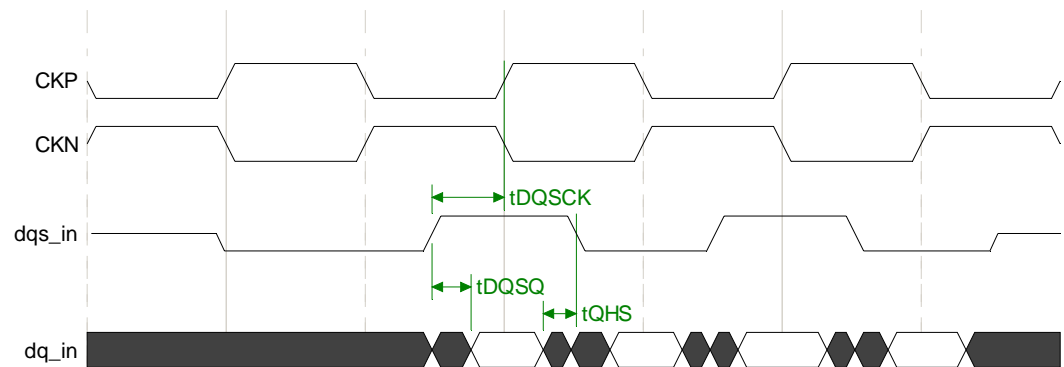 CKP
CKN
tDQSCK
dqs_in
tDQSQ
tQHS
dq_in